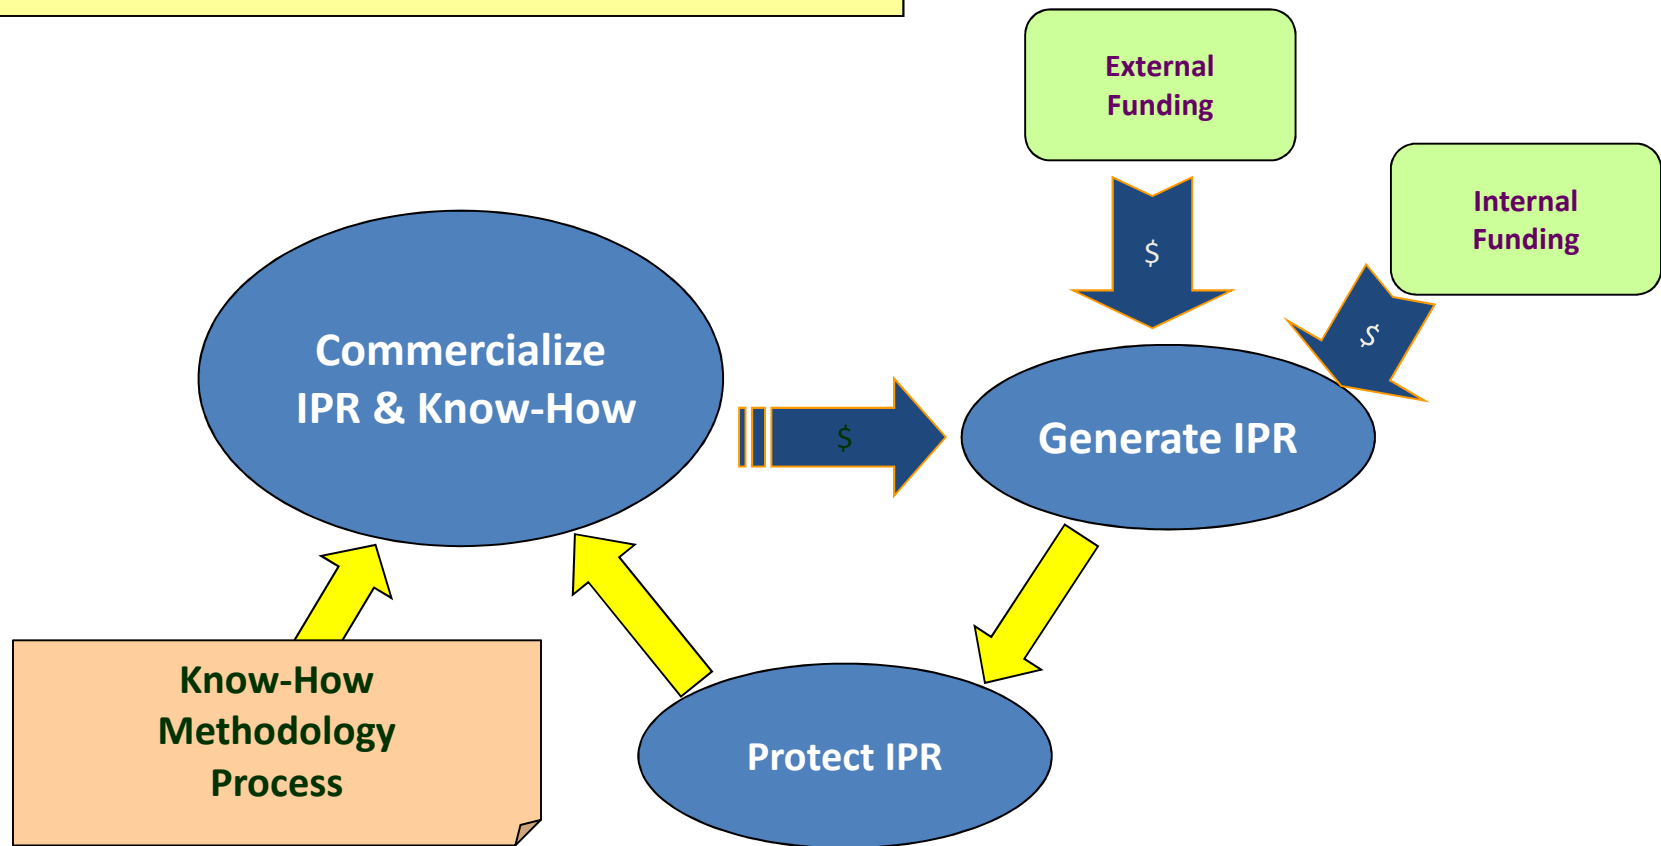 External
Funding
Internal
Funding
$
$
Commercialize
IPR & Know-How
$
Generate IPR
Know-How
Methodology
Process
Protect IPR